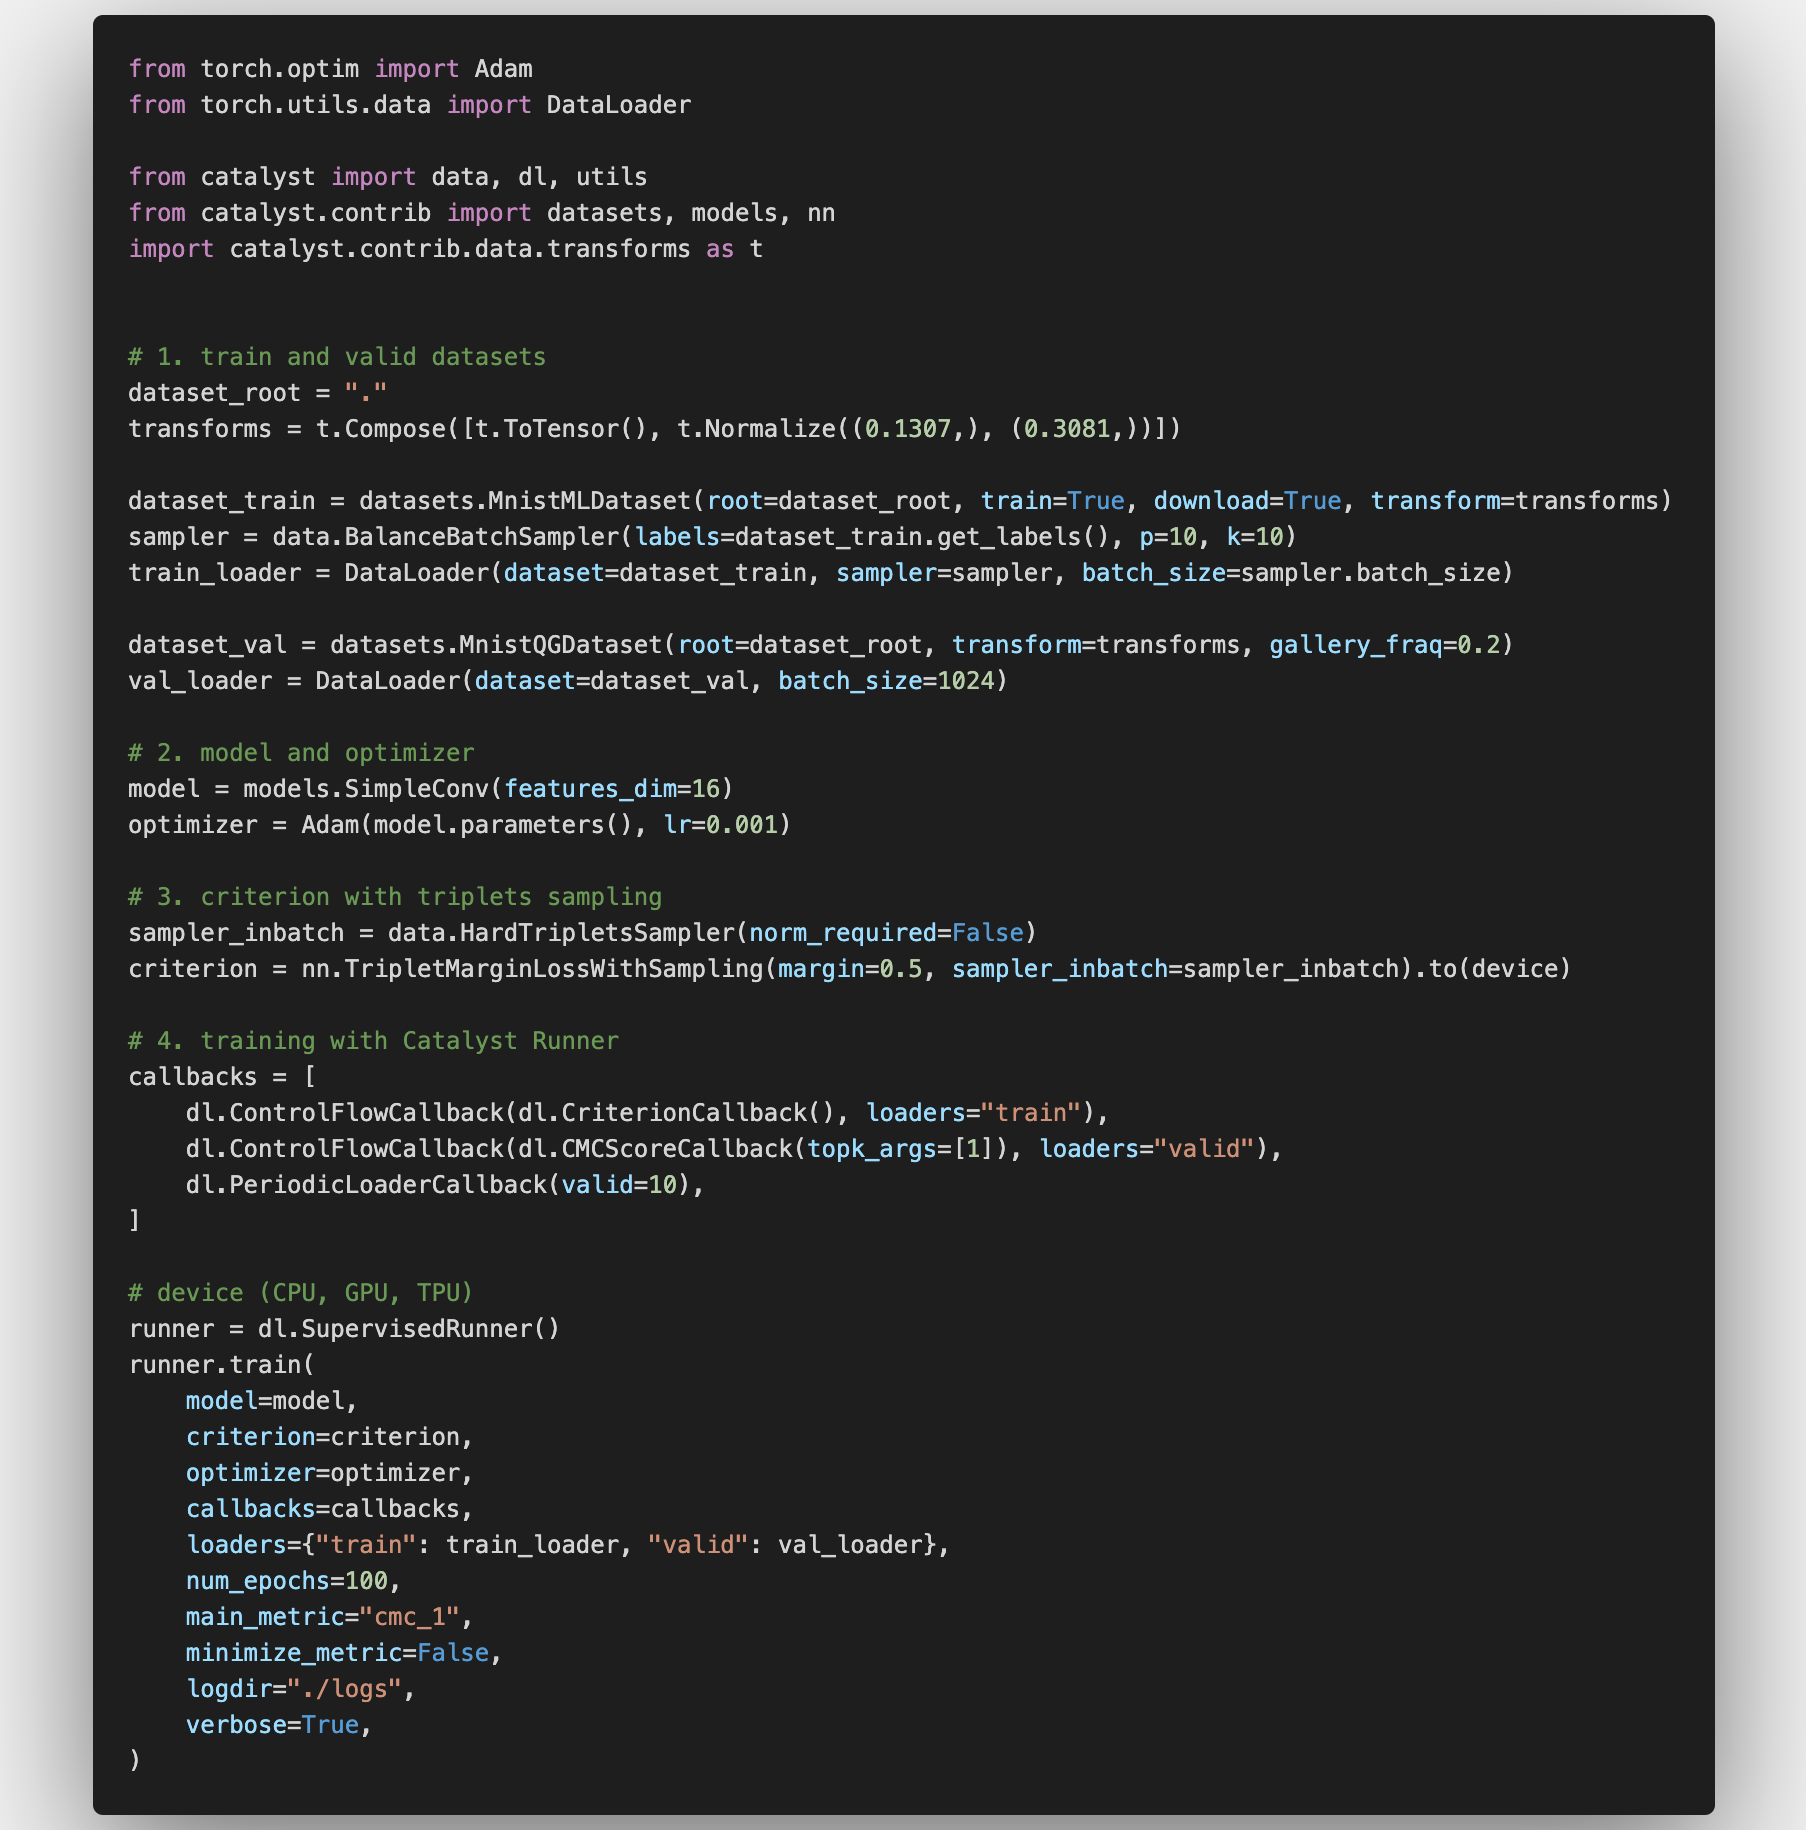 from torch.optim import Adam
from torch.utils.data import DataLoader

from catalyst import data, dl, utils
from catalyst.contrib import datasets, models, nn
import catalyst.contrib.data.transforms as t


# 1. train and valid datasets
dataset_root = "."
transforms = t.Compose([t.ToTensor(), t.Normalize((0.1307,), (0.3081,))])

dataset_train = datasets.MnistMLDataset(root=dataset_root, train=True, download=True, transform=transforms)
sampler = data.BalanceBatchSampler(labels=dataset_train.get_labels(), p=10, k=10)
train_loader = DataLoader(dataset=dataset_train, sampler=sampler, batch_size=sampler.batch_size)

dataset_val = datasets.MnistQGDataset(root=dataset_root, transform=transforms, gallery_fraq=0.2)
val_loader = DataLoader(dataset=dataset_val, batch_size=1024)

# 2. model and optimizer
model = models.SimpleConv(features_dim=16)
optimizer = Adam(model.parameters(), lr=0.001)

# 3. criterion with triplets sampling
sampler_inbatch = data.HardTripletsSampler(norm_required=False)
criterion = nn.TripletMarginLossWithSampling(margin=0.5, sampler_inbatch=sampler_inbatch).to(device)

# 4. training with Catalyst Runner
callbacks = [
    dl.ControlFlowCallback(dl.CriterionCallback(), loaders="train"),
    dl.ControlFlowCallback(dl.CMCScoreCallback(topk_args=[1]), loaders="valid"),
    dl.PeriodicLoaderCallback(valid=10),
]

# device (CPU, GPU, TPU)
runner = dl.SupervisedRunner()
runner.train(
    model=model,
    criterion=criterion,
    optimizer=optimizer,
    callbacks=callbacks,
    loaders={"train": train_loader, "valid": val_loader},
    num_epochs=100,
    main_metric="cmc_1",
    minimize_metric=False,
    logdir="./logs",
    verbose=True,
)